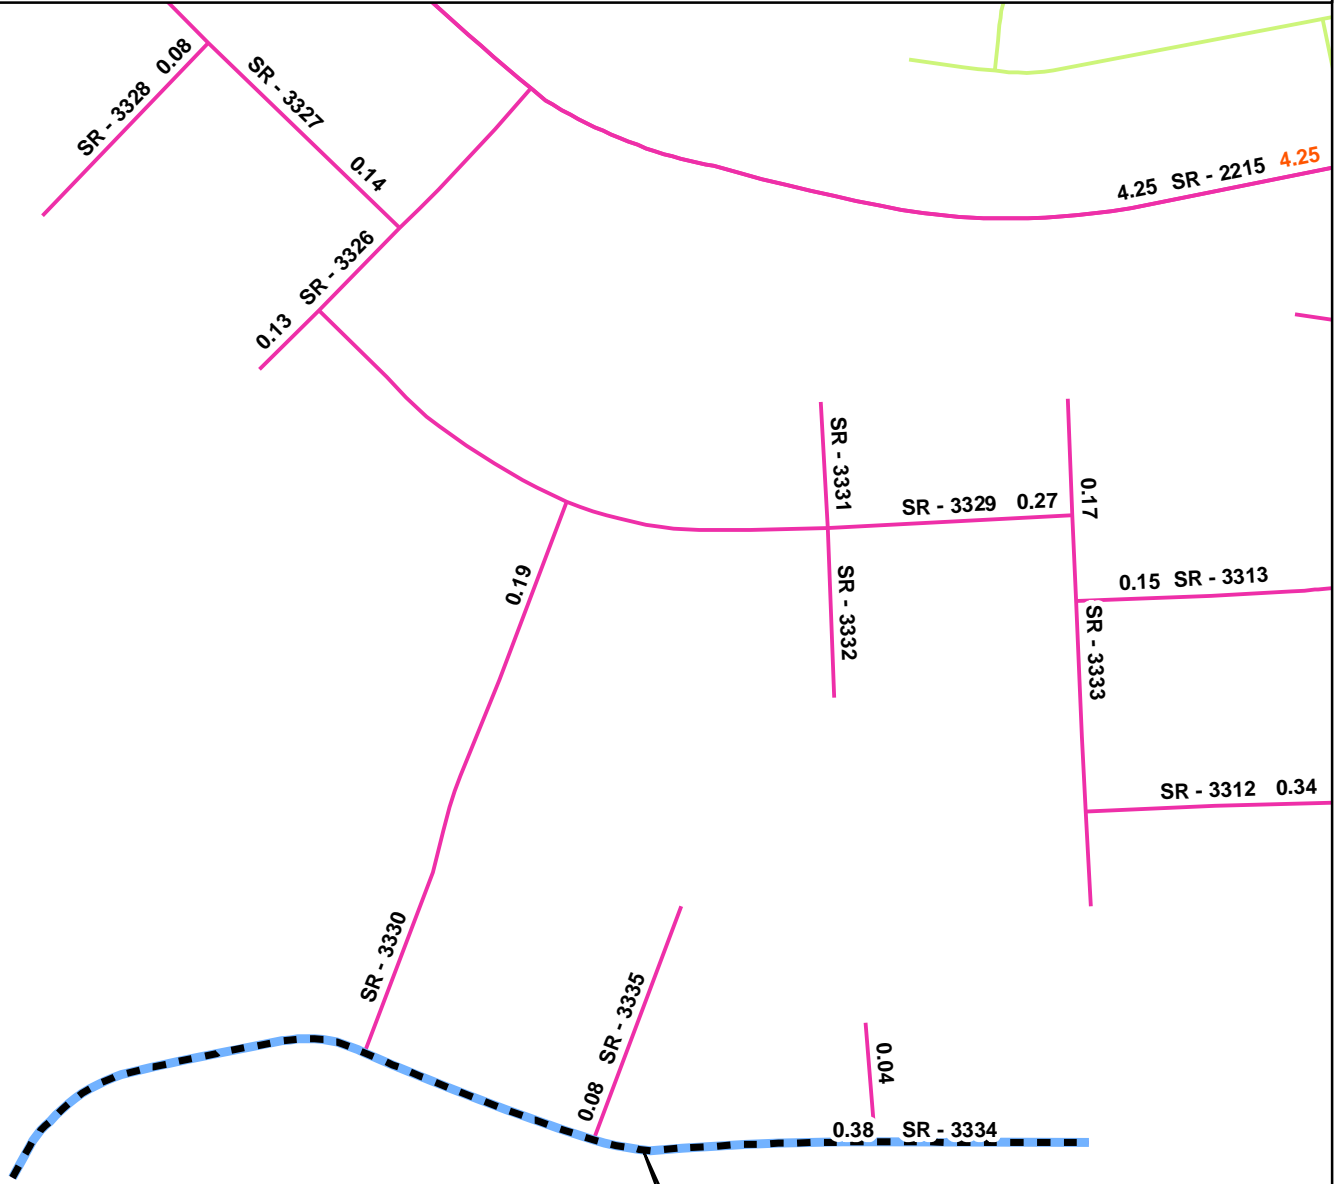 SR - 3328 0.08
SR - 3327 0.14
4.25 SR - 2215 4.25
0.13 SR - 3326
SR - 3331
SR - 3329 0.27
0.17
SR - 3332
0.19
0.15 SR - 3313
SR - 3333
SR - 3312 0.34
SR - 3330
0.08 SR - 3335
0.04
0.38 SR - 3334